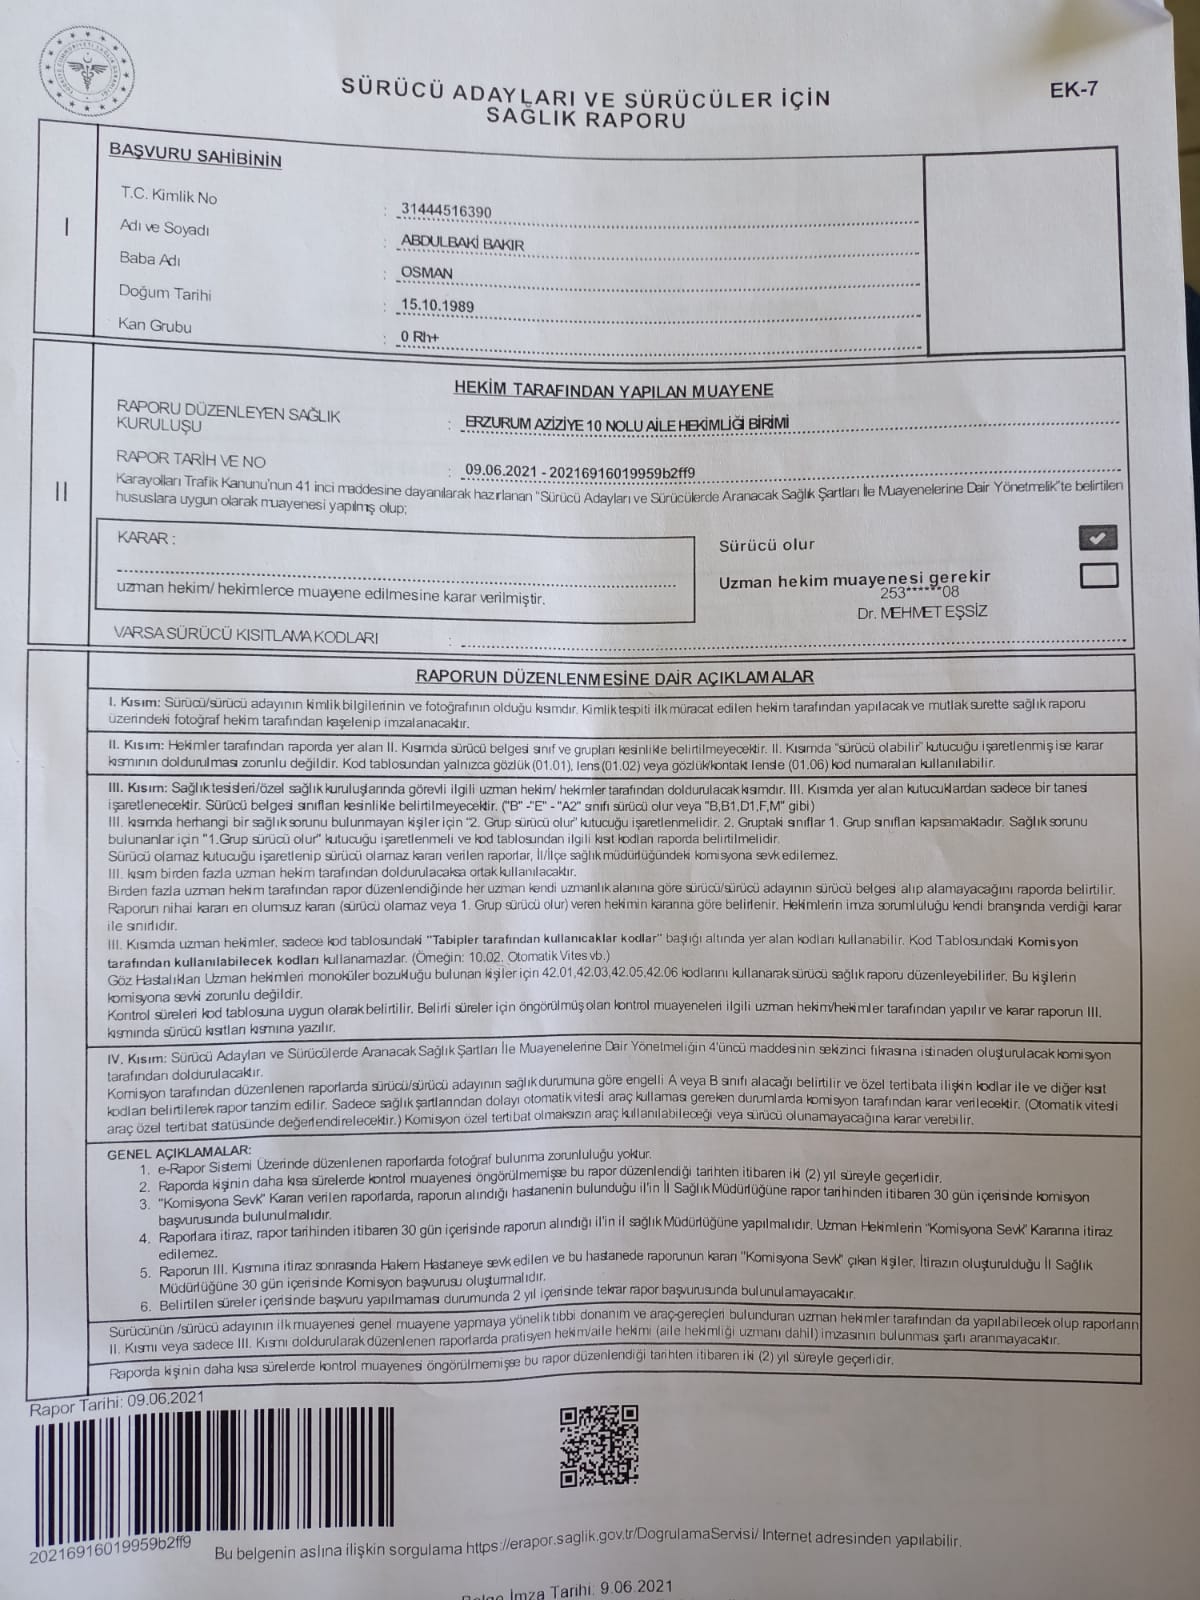 SÜRÜCÜ ADAYLARI VE SÜRÜCÜLER İÇİN
SAĞLIK RAPORU
EK-7
I
BAŞVURU SAHİBİNİN
T.C. Kimlik No : 31444516390
Adı ve Soyadı : ABDULBAKİ BAKIR
Baba Adı : OSMAN
Doğum Tarihi : 15.10.1989
Kan Grubu : 0 Rh+
II
HEKİM TARAFINDAN YAPILAN MUAYENE
RAPORU DÜZENLEYEN SAĞLIK
KURULUŞU : ERZURUM AZİZİYE 10 NOLU AİLE HEKİMLİĞİ BİRİMİ
RAPOR TARİH VE NO : 09.06.2021 - 20216916019959b2ff9
Karayolları Trafik Kanunu'nun 41 inci maddesine dayanılarak hazırlanan "Sürücü Adayları ve Sürücülerde Aranacak Sağlık Şartları İle Muayenelerine Dair Yönetmelik"te belirtilen
hususlara uygun olarak muayenesi yapılmış olup;
KARAR :
uzman hekim/ hekimlerce muayene edilmesine karar verilmiştir.
Sürücü olur
Uzman hekim muayenesi gerekir
253******08
Dr. MEHMET EŞSİZ
VARSA SÜRÜCÜ KISITLAMA KODLARI :
RAPORUN DÜZENLENMESİNE DAİR AÇIKLAMALAR
I. Kısım: Sürücü/sürücü adayının kimlik bilgilerinin ve fotoğrafının olduğu kısımdır. Kimlik tespiti ilk müracat edilen hekim tarafından yapılacak ve mutlak surette sağlık raporu
üzerindeki fotoğraf hekim tarafından kaşelenip imzalanacaktır.
II. Kısım: Hekimler tarafından raporda yer alan II. Kısımda sürücü belgesi sınıf ve grupları kesinlikle belirtilmeyecektir. II. Kısımda "sürücü olabilir" kutucuğu işaretlenmiş ise karar
kısmının doldurulması zorunlu değildir. Kod tablosundan yalnızca gözlük (01.01), lens (01.02) veya gözlük/kontakt lensle (01.06) kod numaraları kullanılabilir.
III. Kısım: Sağlık tesisleri/özel sağlık kuruluşlarında görevli ilgili uzman hekim/ hekimler tarafından doldurulacak kısımdır. III. Kısımda yer alan kutucuklardan sadece bir tanesi
işaretlenecektir. Sürücü belgesi sınıfları kesinlikle belirtilmeyecek. ("B" -"E" - "A2" sınıfı sürücü olur veya "B,B1,D1,F,M" gibi)
III. kısımda herhangi bir sağlık sorunu bulunmayan kişiler için "2. Grup sürücü olur" kutucuğu işaretlenmelidir. 2. Gruptaki sınıflar 1. Grup sınıfları kapsamaktadır. Sağlık sorunu
bulunanlar için "1.Grup sürücü olur" kutucuğu işaretlenmeli ve kod tablosundan ilgili kısıt kodları raporda belirtilmelidir.
Sürücü olamaz kutucuğu işaretlenip sürücü olamaz kararı verilen raporlar, İl/İlçe sağlık müdürlüğündeki komisyona sevk edilemez.
III. kısım birden fazla uzman hekim tarafından doldurulacaksa ortak kullanılacaktır.
Birden fazla uzman hekim tarafından rapor düzenlendiğinde her uzman kendi uzmanlık alanına göre sürücü/sürücü adayının sürücü belgesi alıp alamayacağını raporda belirtilir.
Raporun nihai kararı en olumsuz kararı (sürücü olamaz veya 1. Grup sürücü olur) veren hekimin kararına göre belirlenir. Hekimlerin imza sorumluluğu kendi branşında verdiği karar
ile sınırlıdır.
III. Kısımda uzman hekimler, sadece kod tablosundaki "Tabipler tarafından kullanıcaklar kodlar" başlığı altında yer alan kodları kullanabilir. Kod Tablosundaki Komisyon
tarafından kullanılabilecek kodları kullanamazlar. (Örneğin: 10.02. Otomatik Vites vb.)
Göz Hastalıkları Uzman hekimleri monoküler bozukluğu bulunan kişiler için 42.01,42.03,42.05,42.06 kodlarını kullanarak sürücü sağlık raporu düzenleyebilirler. Bu kişilerin
komisyona sevki zorunlu değildir.
Kontrol süreleri kod tablosuna uygun olarak belirtilir. Belirli süreler için öngörülmüş olan kontrol muayeneleri ilgili uzman hekim/hekimler tarafından yapılır ve karar raporun III.
kısmında sürücü kısıtları kısmına yazılır.
IV. Kısım: Sürücü Adayları ve Sürücülerde Aranacak Sağlık Şartları İle Muayenelerine Dair Yönetmeliğin 4'üncü maddesinin sekizinci fıkrasına istinaden oluşturulacak komisyon
tarafından doldurulacaktır.
Komisyon tarafından düzenlenen raporlarda sürücü/sürücü adayının sağlık durumuna göre engelli A veya B sınıfı alacağı belirtilir ve özel tertibata ilişkin kodlar ile ve diğer kısıt
kodları belirtilerek rapor tanzim edilir. Sadece sağlık şartlarından dolayı otomatik vitesli araç kullaması gereken durumlarda komisyon tarafından karar verilecektir. (Otomatik vitesli
araç özel tertibat statüsünde değerlendirelecektir.) Komisyon özel tertibat olmaksızın araç kullanılabileceği veya sürücü olunamayacağına karar verebilir.
GENEL AÇIKLAMALAR:
1. e-Rapor Sistemi Üzerinde düzenlenen raporlarda fotoğraf bulunma zorunluluğu yoktur.
2. Raporda kişinin daha kısa sürelerde kontrol muayenesi öngörülmemişse bu rapor düzenlendiği tarihten itibaren iki (2) yıl süreyle geçerlidir.
3. "Komisyona Sevk" Kararı verilen raporlarda, raporun alındığı hastanenin bulunduğu il'in İl Sağlık Müdürlüğüne rapor tarihinden itibaren 30 gün içerisinde komisyon
başvurusunda bulunulmalıdır.
4. Raporlara itiraz, rapor tarihinden itibaren 30 gün içerisinde raporun alındığı il'in il sağlık Müdürlüğüne yapılmalıdır. Uzman Hekimlerin "Komisyona Sevk" Kararına itiraz
edilemez.
5. Raporun III. Kısmına itiraz sonrasında Hakem Hastaneye sevk edilen ve bu hastanede raporunun kararı "Komisyona Sevk" çıkan kişiler, İtirazın oluşturulduğu İl Sağlık
Müdürlüğüne 30 gün içerisinde Komisyon başvurusu oluşturmalıdır.
6. Belirtilen süreler içerisinde başvuru yapılmaması durumunda 2 yıl içerisinde tekrar rapor başvurusunda bulunulamayacaktır.
Sürücünün /sürücü adayının ilk muayenesi genel muayene yapmaya yönelik tıbbi donanım ve araç-gereçleri bulunduran uzman hekimler tarafından da yapılabilecek olup raporların
II. Kısmı veya sadece III. Kısmı doldurularak düzenlenen raporlarda pratisyen hekim/aile hekimi (aile hekimliği uzmanı dahil) imzasının bulunması şartı aranmayacaktır.
Raporda kişinin daha kısa sürelerde kontrol muayenesi öngörülmemişse bu rapor düzenlendiği tarihten itibaren iki (2) yıl süreyle geçerlidir.
Rapor Tarihi: 09.06.2021
20216916019959b2ff9
Bu belgenin aslına ilişkin sorgulama https://erapor.saglik.gov.tr/DogrulamaServisi/ Internet adresinden yapılabilir.
Belge İmza Tarihi: 9.06.2021